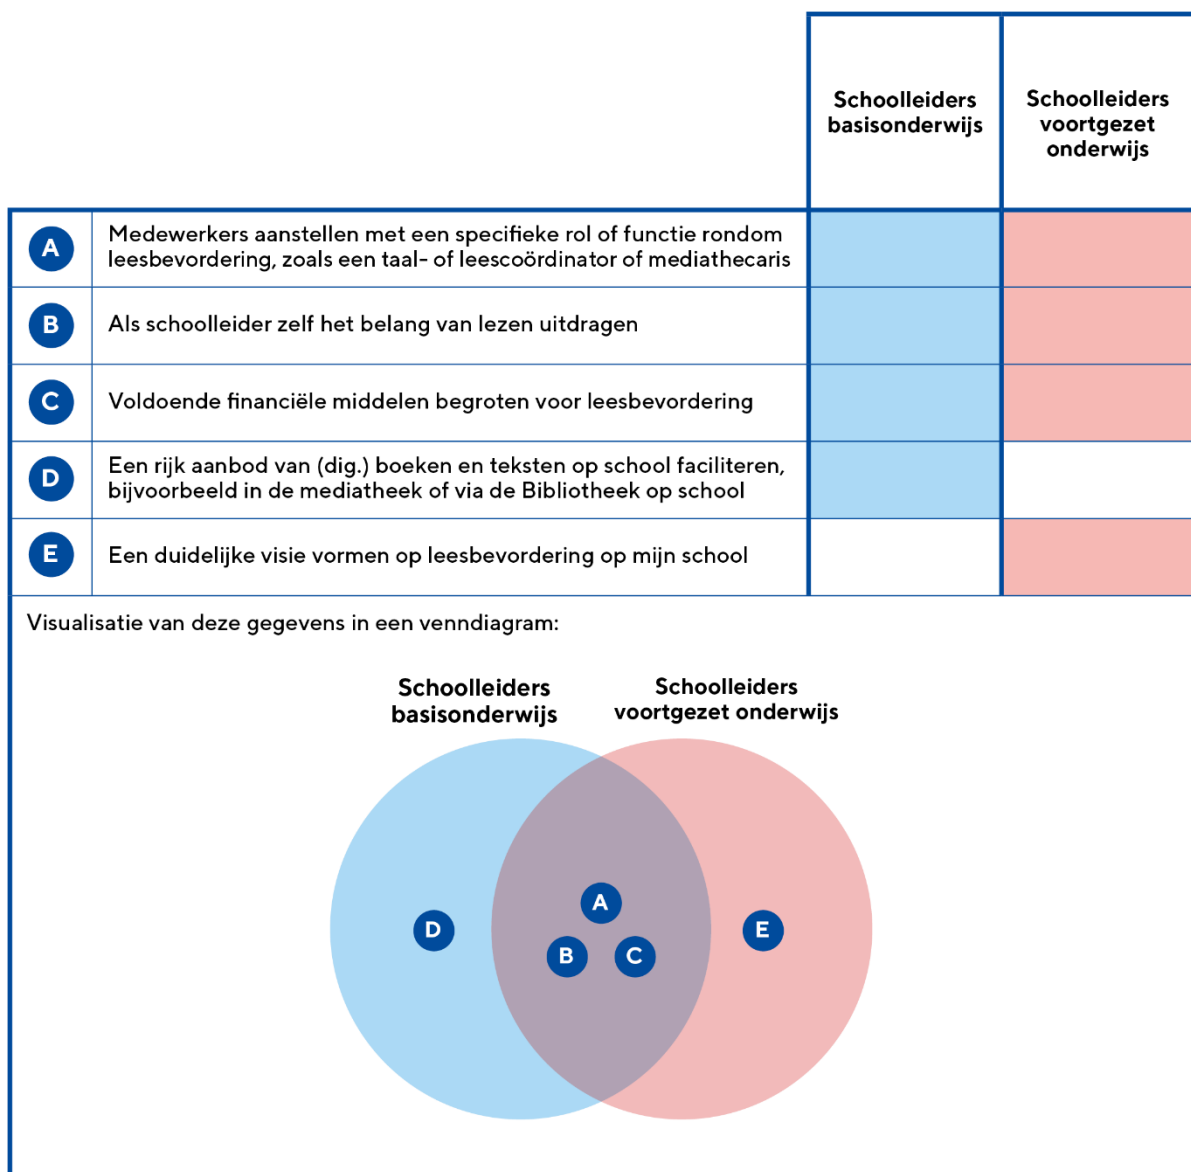 Schoolleiders
basisonderwijs
Schoolleiders
voortgezet
onderwijs
A
Medewerkers aanstellen met een specifieke rol of functie rondom
leesbevordering, zoals een taal- of leescoördinator of mediathecaris
B
Als schoolleider zelf het belang van lezen uitdragen
C
Voldoende financiële middelen begroten voor leesbevordering
D
Een rijk aanbod van (dig.) boeken en teksten op school faciliteren,
bijvoorbeeld in de mediatheek of via de Bibliotheek op school
E
Een duidelijke visie vormen op leesbevordering op mijn school
Visualisatie van deze gegevens in een venndiagram:
Schoolleiders
basisonderwijs
Schoolleiders
voortgezet onderwijs
A
D
E
B
C